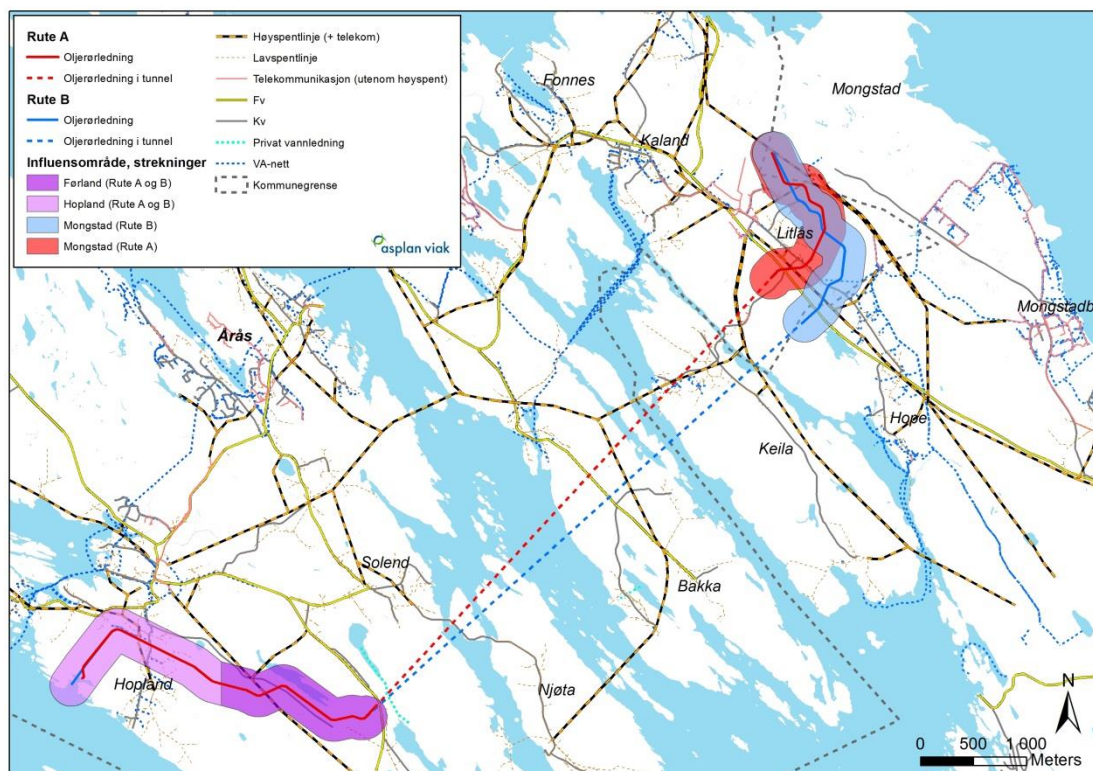 Rute A
Oljerørledning
Oljerørledning i tunnel
Rute B
Oljerørledning
Oljerørledning i tunnel
Influensområde, strekninger
Førland (Rute A og B)
Hopland (Rute A og B)
Mongstad (Rute B)
Mongstad (Rute A)
Høyspentlinje (+ telekom)
Lavspentlinje
Telekommunikasjon (utenom høyspent)
Fv
Kv
Privat vannledning
VA-nett
Kommunegrense
asplan viak
Fonnes
Mongstad
Kaland
Litlås
Mongstadb
Årås
Hope
Keila
Solend
Bakka
Hopland
Njøta
N
0 500 1 000
Meters